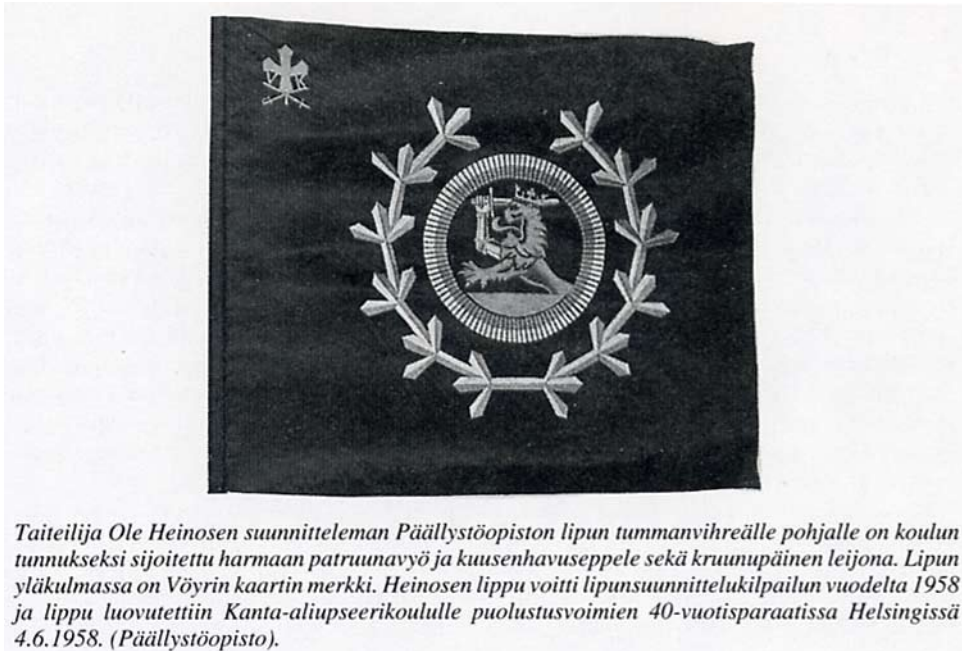 Taiteilija Ole Heinosen suunnitteleman Päällystöopiston lipun tummanvihreälle pohjalle on koulun
tunnukseksi sijoitettu harmaan patruunavyö ja kuusenhavuseppele sekä kruunupäinen leijona. Lipun
yläkulmassa on Vöyrin kaartin merkki. Heinosen lippu voitti lipunsuunnittelukilpailun vuodelta 1958
ja lippu luovutettiin Kanta-aliupseerikoululle puolustusvoimien 40-vuotisparaatissa Helsingissä
4.6.1958. (Päällystöopisto).